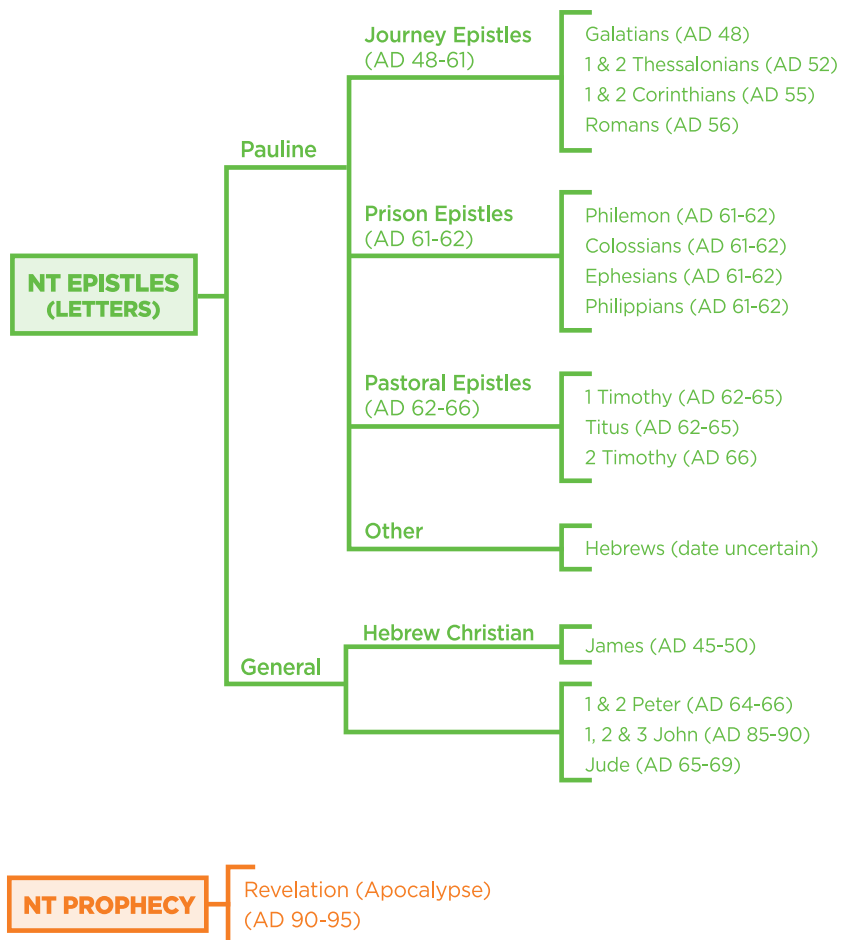 NT EPISTLES
(LETTERS)
Pauline
Journey Epistles
(AD 48-61)
Galatians (AD 48)
1 & 2 Thessalonians (AD 52)
1 & 2 Corinthians (AD 55)
Romans (AD 56)
Prison Epistles
(AD 61-62)
Philemon (AD 61-62)
Colossians (AD 61-62)
Ephesians (AD 61-62)
Philippians (AD 61-62)
Pastoral Epistles
(AD 62-66)
1 Timothy (AD 62-65)
Titus (AD 62-65)
2 Timothy (AD 66)
Other
Hebrews (date uncertain)
General
Hebrew Christian
James (AD 45-50)
1 & 2 Peter (AD 64-66)
1, 2 & 3 John (AD 85-90)
Jude (AD 65-69)
NT PROPHECY
Revelation (Apocalypse)
(AD 90-95)